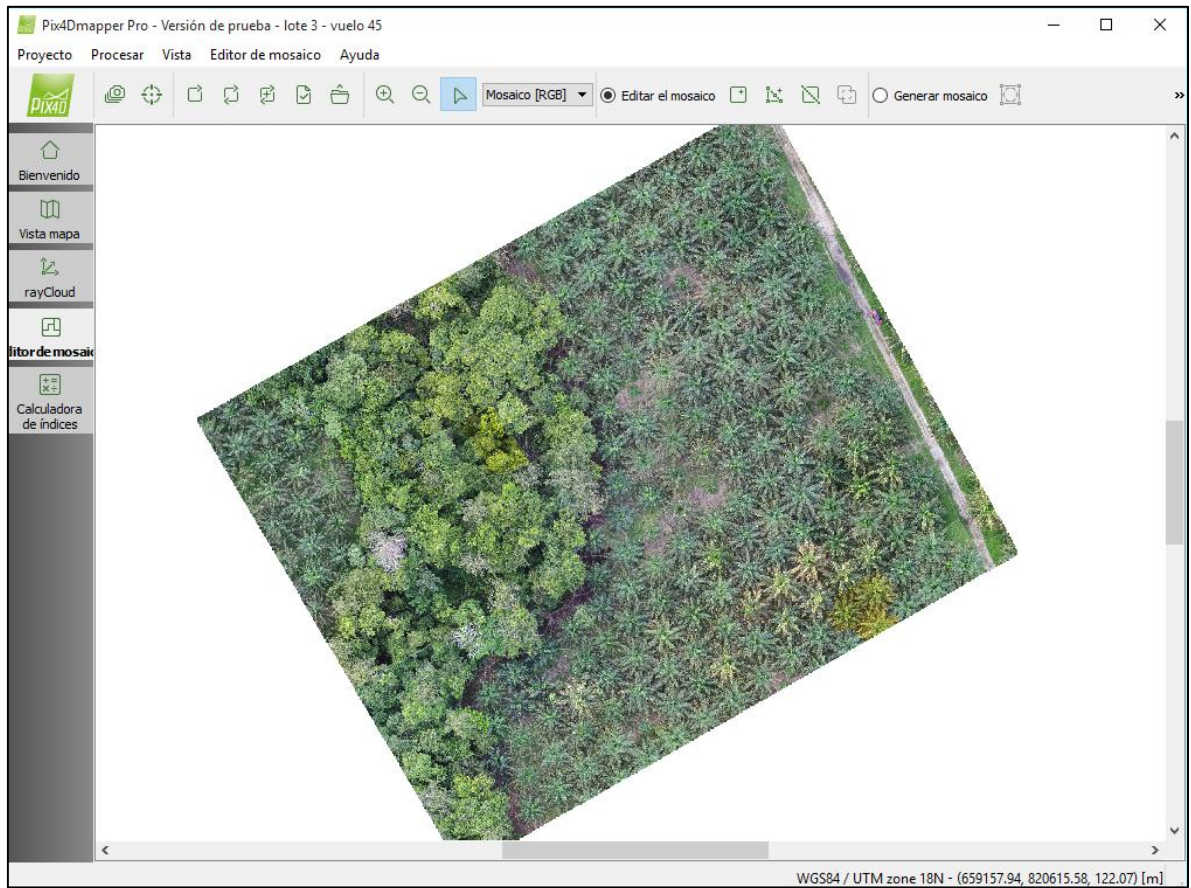 Pix4Dmapper Pro - Versión de prueba - lote 3 - vuelo 45
Proyecto Procesar Vista Editor de mosaico Ayuda
PIX4D
Mosaico [RGB] Editar el mosaico Generar mosaico »
Bienvenido
Vista mapa
rayCloud
litor de mosaic
Calculadora
de índices
WGS84 / UTM zone 18N - (659157.94, 820615.58, 122.07) [m]